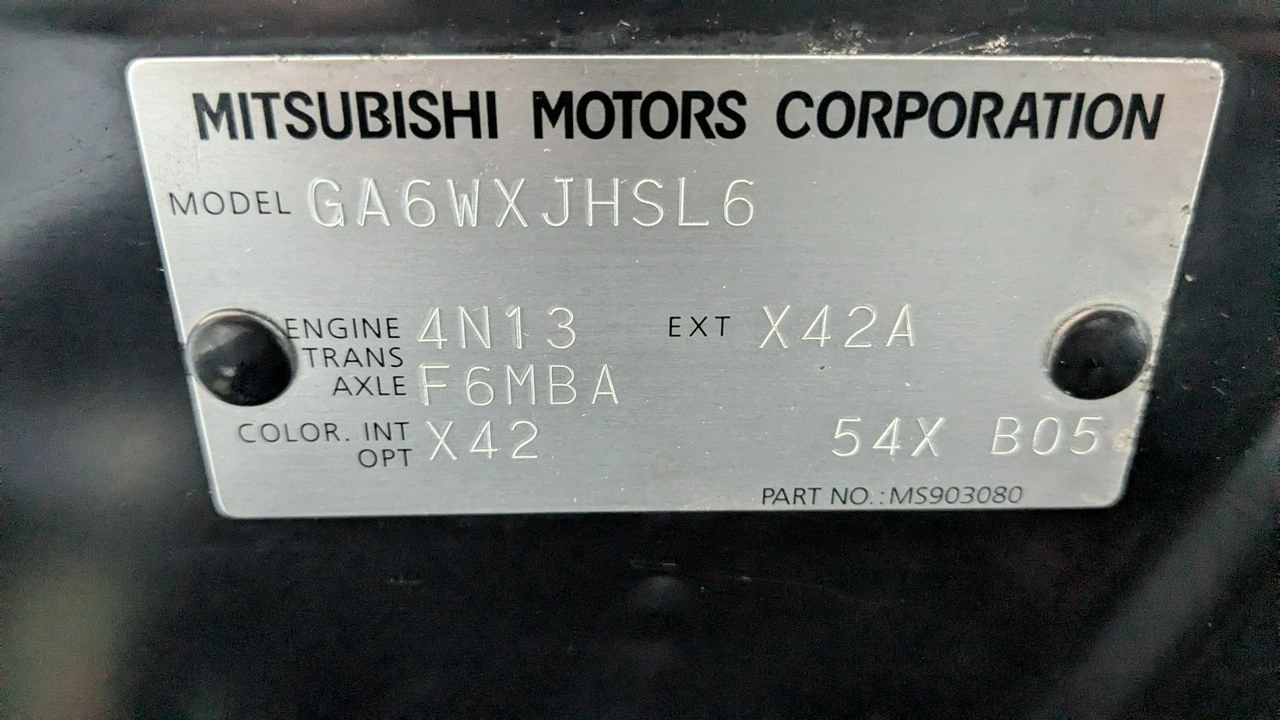 MITSUBISHI MOTORS CORPORATION
MODEL GA6WXJHSL6
ENGINE 4N13 EXT X42A
TRANS
AXLE F6MBA
COLOR. INT X42 54X B05
OPT
PART NO.:MS903080